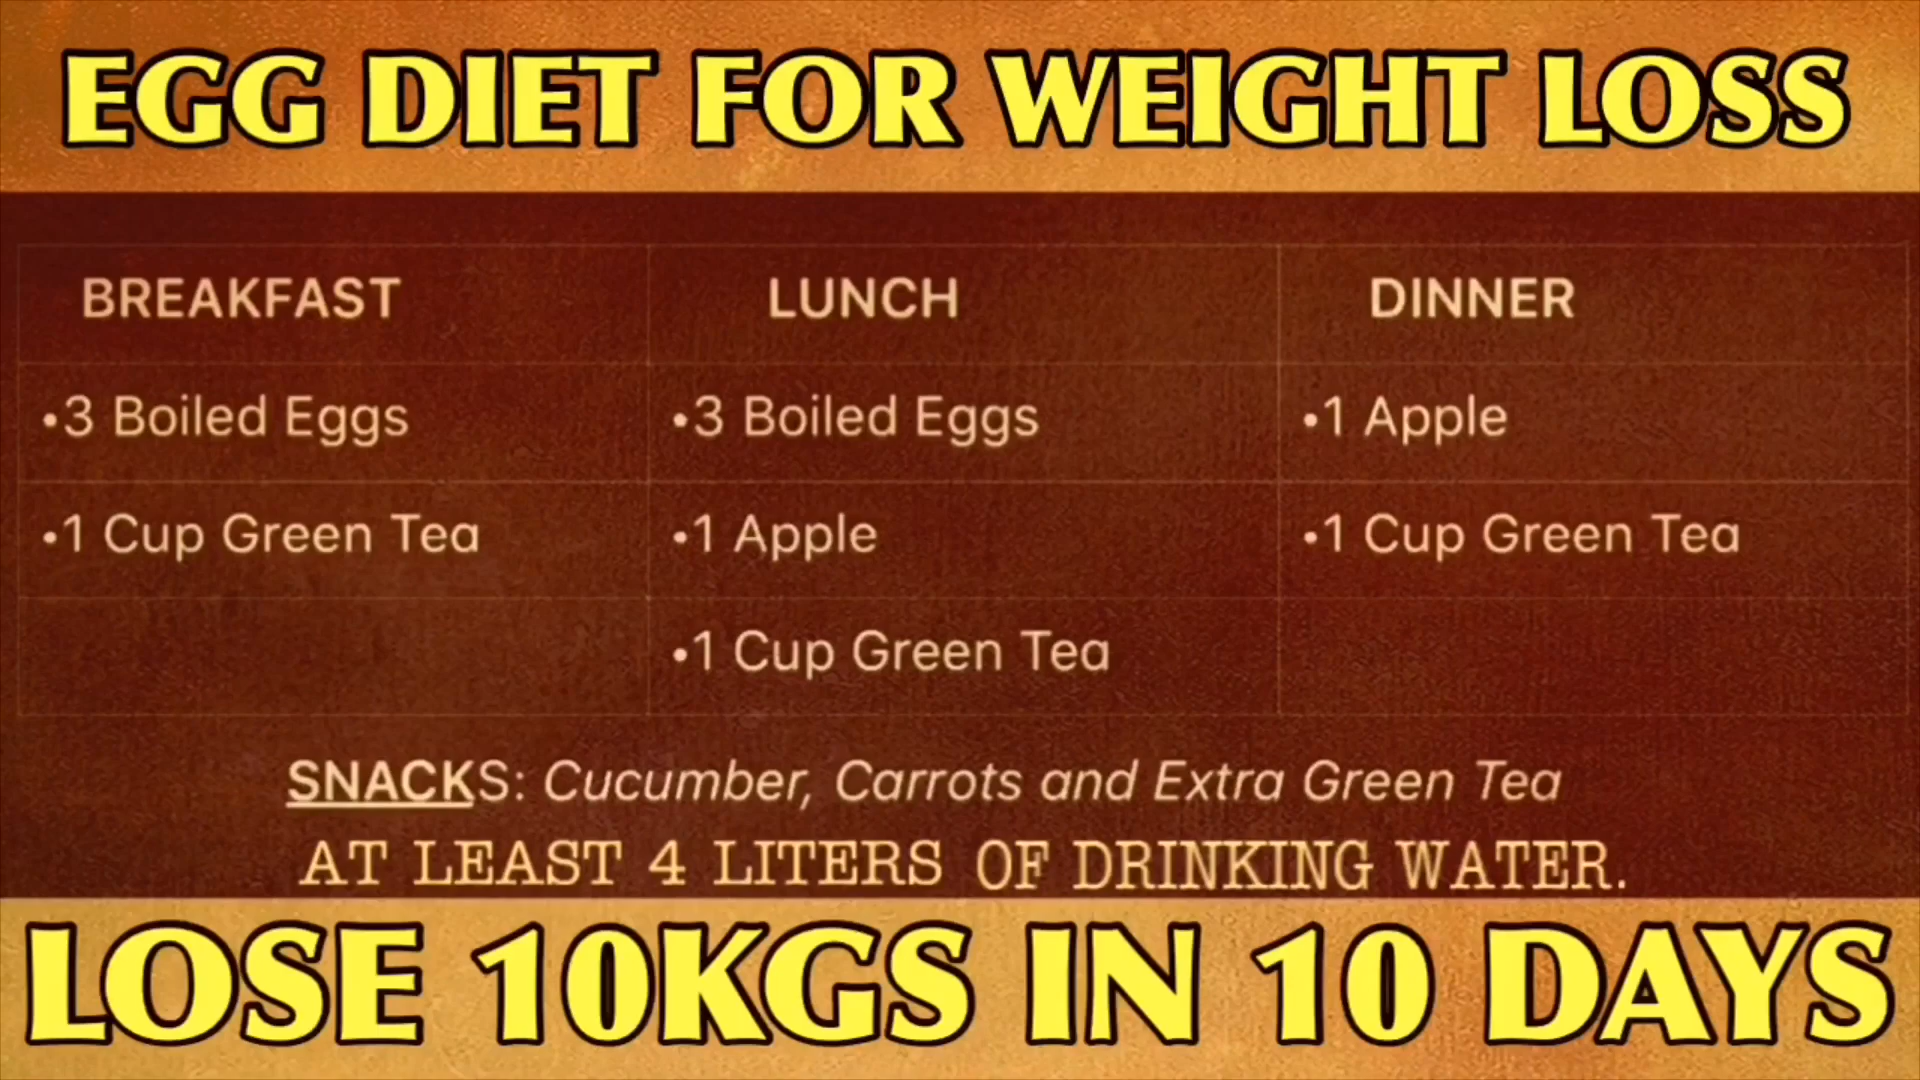 EGG DIET FOR WEIGHT LOSS
BREAKFAST LUNCH DINNER
•3 Boiled Eggs •3 Boiled Eggs •1 Apple
•1 Cup Green Tea •1 Apple •1 Cup Green Tea
•1 Cup Green Tea
SNACKS: Cucumber, Carrots and Extra Green Tea
AT LEAST 4 LITERS OF DRINKING WATER.
LOSE 10KGS IN 10 DAYS